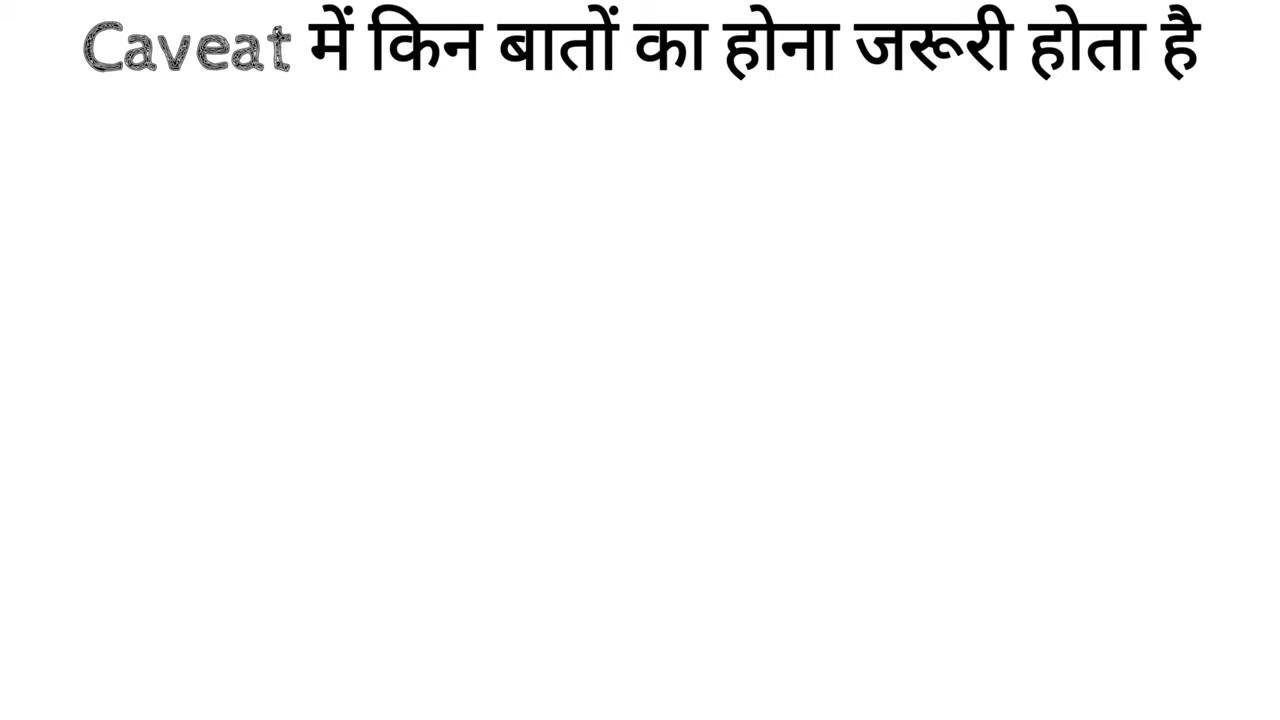 Caveat में किन बातों का होना जरूरी होता है